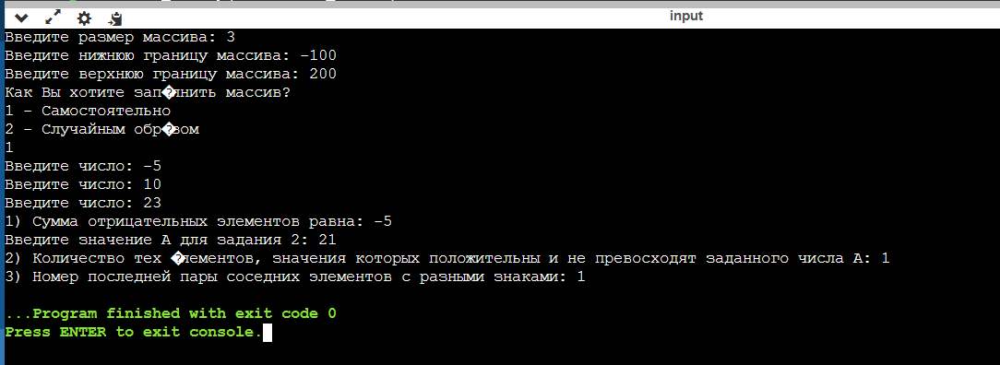 input
Введите размер массива: 3
Введите нижнюю границу массива: -100
Введите верхнюю границу массива: 200
Как Вы хотите зап�лнить массив?
1 - Самостоятельно
2 - Случайным обр�зом
1
Введите число: -5
Введите число: 10
Введите число: 23
1) Сумма отрицательных элементов равна: -5
Введите значение A для задания 2: 21
2) Количество тех �лементов, значения которых положительны и не превосходят заданного числа A: 1
3) Номер последней пары соседних элементов с разными знаками: 1
...Program finished with exit code 0
Press ENTER to exit console.